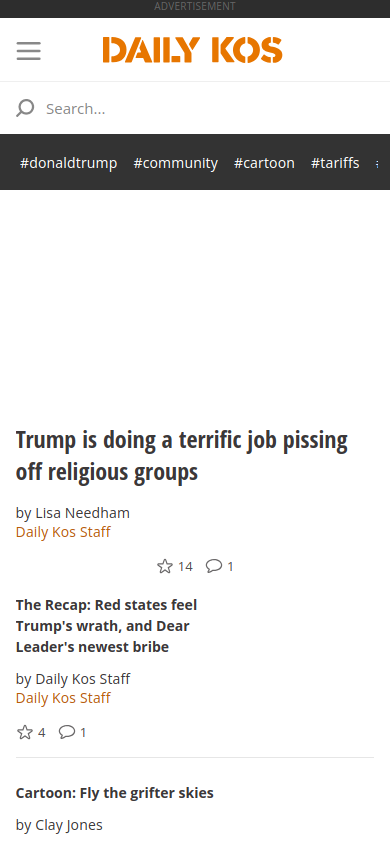 ADVERTISEMENT
DAILY KOS
Search...
#donaldtrump #community #cartoon #tariffs
Trump is doing a terrific job pissing
off religious groups
by Lisa Needham
Daily Kos Staff
14 1
The Recap: Red states feel
Trump's wrath, and Dear
Leader's newest bribe
by Daily Kos Staff
Daily Kos Staff
4 1
Cartoon: Fly the grifter skies
by Clay Jones